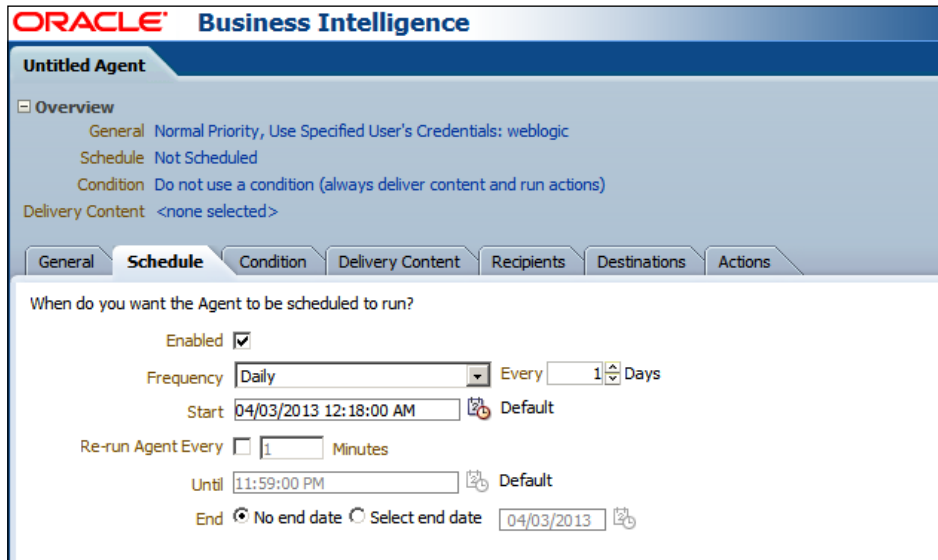 ORACLE Business Intelligence
Untitled Agent
Overview
General Normal Priority, Use Specified User's Credentials: weblogic
Schedule Not Scheduled
Condition Do not use a condition (always deliver content and run actions)
Delivery Content <none selected>
General Schedule Condition Delivery Content Recipients Destinations Actions
When do you want the Agent to be scheduled to run?
Enabled
Frequency Daily Every 1 Days
Start 04/03/2013 12:18:00 AM Default
Re-run Agent Every 1 Minutes
Until 11:59:00 PM Default
End No end date Select end date 04/03/2013